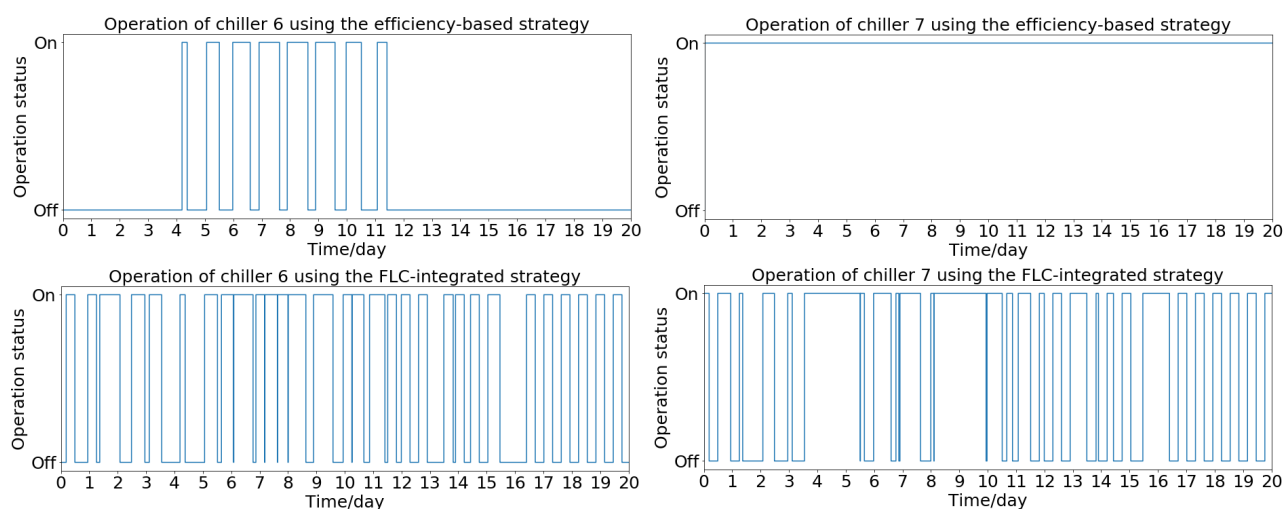 Operation of chiller 6 using the efficiency-based strategy
On
Off
Operation status
0 1 2 3 4 5 6 7 8 9 10 11 12 13 14 15 16 17 18 19 20
Time/day
Operation of chiller 7 using the efficiency-based strategy
On
Off
Operation status
0 1 2 3 4 5 6 7 8 9 10 11 12 13 14 15 16 17 18 19 20
Time/day
Operation of chiller 6 using the FLC-integrated strategy
On
Off
Operation status
0 1 2 3 4 5 6 7 8 9 10 11 12 13 14 15 16 17 18 19 20
Time/day
Operation of chiller 7 using the FLC-integrated strategy
On
Off
Operation status
0 1 2 3 4 5 6 7 8 9 10 11 12 13 14 15 16 17 18 19 20
Time/day